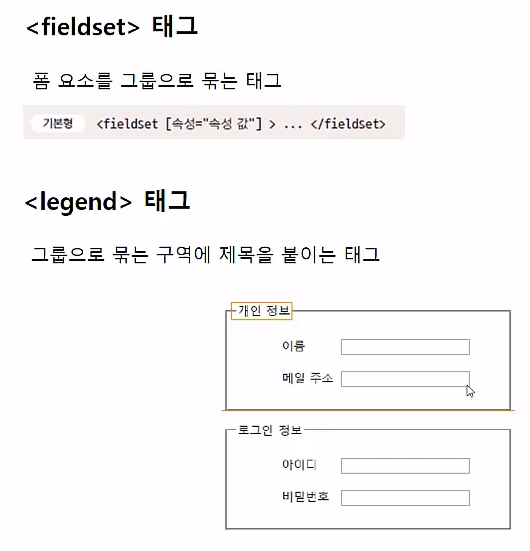 <fieldset> 태그
폼 요소를 그룹으로 묶는 태그
기본형 <fieldset [속성="속성 값"] > ... </fieldset>
<legend> 태그
그룹으로 묶는 구역에 제목을 붙이는 태그
개인 정보
이름
메일 주소
로그인 정보
아이디
비밀번호